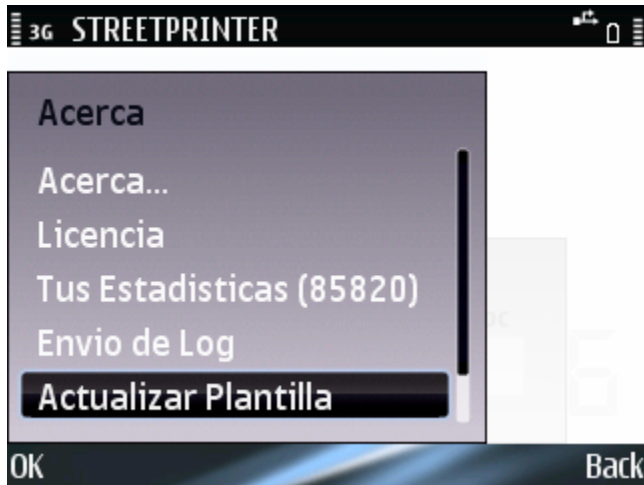 3G STREETPRINTER
Acerca
Acerca...
Licencia
Tus Estadisticas (85820)
Envio de Log
Actualizar Plantilla
OK Back